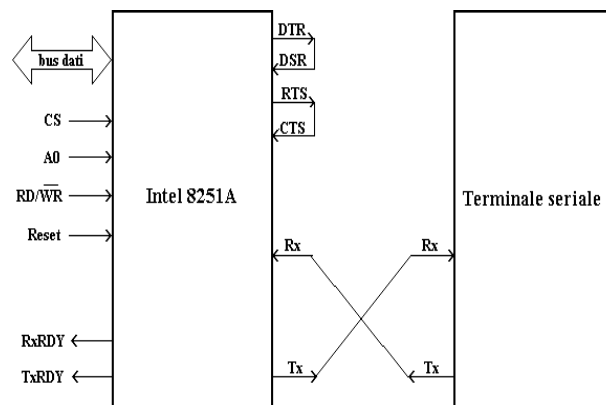 bus dati
CS
A0
RD/WR
Reset
RxRDY
TxRDY
Intel 8251A
DTR
DSR
RTS
CTS
Rx
Tx
Rx
Tx
Terminale seriale